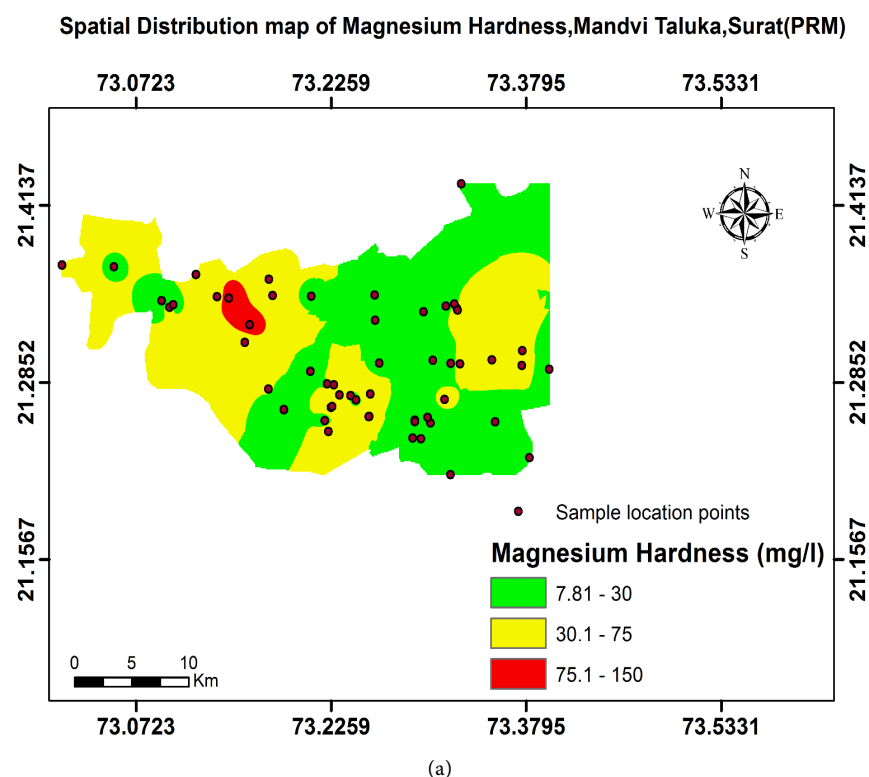 Spatial Distribution map of Magnesium Hardness,Mandvi Taluka,Surat(PRM)
73.0723 73.2259 73.3795 73.5331
21.4137 21.4137
N
W E
S
21.2852 21.2852
Sample location points
21.1567 21.1567
Magnesium Hardness (mg/l)
7.81 - 30
30.1 - 75
75.1 - 150
0 5 10
Km
73.0723 73.2259 73.3795 73.5331
(a)